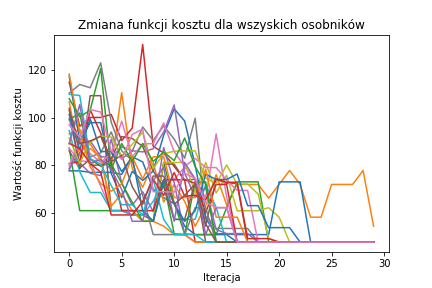 Zmiana funkcji kosztu dla wszyskich osobników
Wartość funkcji kosztu
120
100
80
60
0 5 10 15 20 25 30
Iteracja